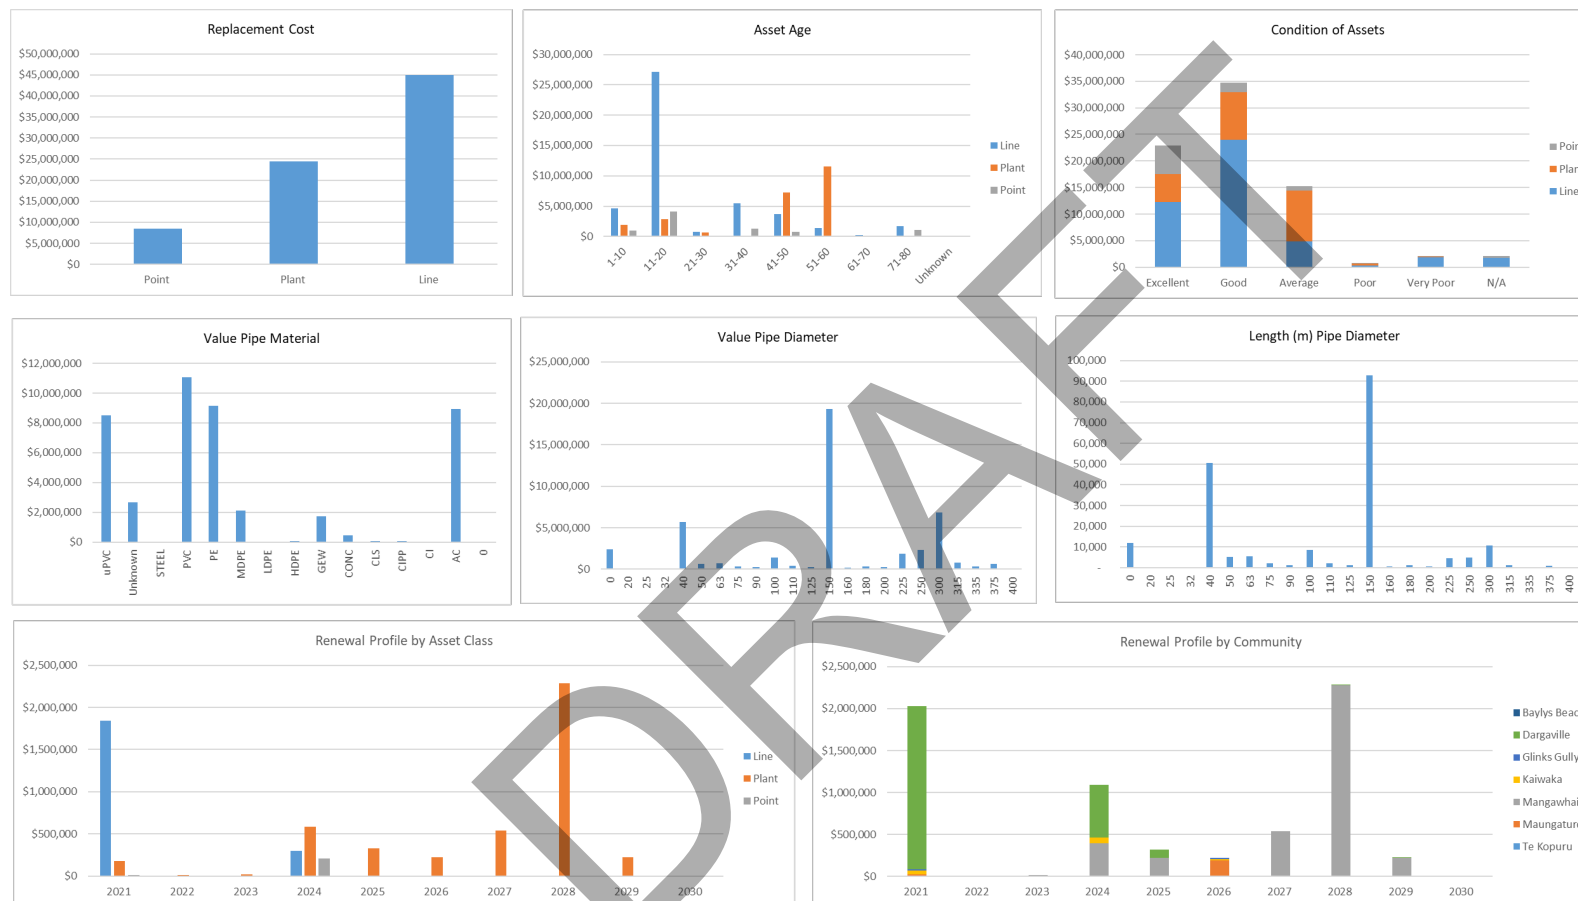 Replacement Cost
$50,000,000
$45,000,000
$40,000,000
$35,000,000
$30,000,000
$25,000,000
$20,000,000
$15,000,000
$10,000,000
$5,000,000
$0
Point Plant Line
Asset Age
$30,000,000
$25,000,000
$20,000,000
$15,000,000
$10,000,000
$5,000,000
$0
1-10 11-20 21-30 31-40 41-50 51-60 61-70 71-80 Unknown
Line
Plant
Point
Condition of Assets
$40,000,000
$35,000,000
$30,000,000
$25,000,000
$20,000,000
$15,000,000
$10,000,000
$5,000,000
$0
Excellent Good Average Poor Very Poor N/A
Poin
Plan
Line
Value Pipe Material
$12,000,000
$10,000,000
$8,000,000
$6,000,000
$4,000,000
$2,000,000
$0
uPVC Unknown STEEL PVC PE MDPE LDPE HDPE GEW CONC CLS CIPP CI AC 0
Value Pipe Diameter
$25,000,000
$20,000,000
$15,000,000
$10,000,000
$5,000,000
$0
0 20 25 32 40 50 63 75 90 100 110 125 150 160 180 200 225 250 300 315 335 375 400
Length (m) Pipe Diameter
100,000
90,000
80,000
70,000
60,000
50,000
40,000
30,000
20,000
10,000
-
0 20 25 32 40 50 63 75 90 100 110 125 150 160 180 200 225 250 300 315 335 375 400
Renewal Profile by Asset Class
$2,500,000
$2,000,000
$1,500,000
$1,000,000
$500,000
$0
2021 2022 2023 2024 2025 2026 2027 2028 2029 2030
Line
Plant
Point
Renewal Profile by Community
$2,500,000
$2,000,000
$1,500,000
$1,000,000
$500,000
$0
2021 2022 2023 2024 2025 2026 2027 2028 2029 2030
Baylys Beac
Dargaville
Glinks Gully
Kaiwaka
Mangawhai
Maungatur
Te Kopuru
DRAFT